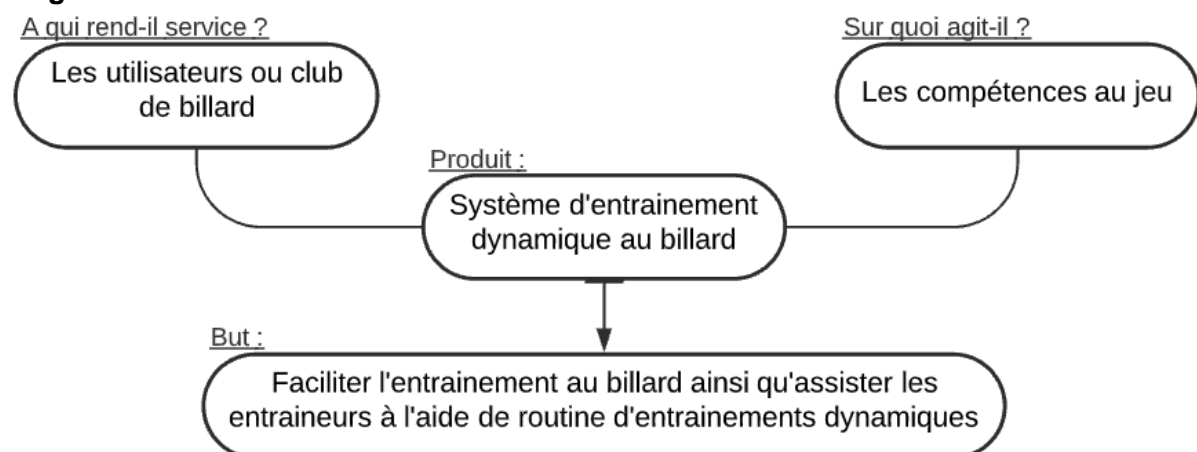 A qui rend-il service ?
Sur quoi agit-il ?
Les utilisateurs ou club
de billard
Les compétences au jeu
Produit :
Système d'entrainement
dynamique au billard
But :
Faciliter l'entrainement au billard ainsi qu'assister les
entraineurs à l'aide de routine d'entrainements dynamiques